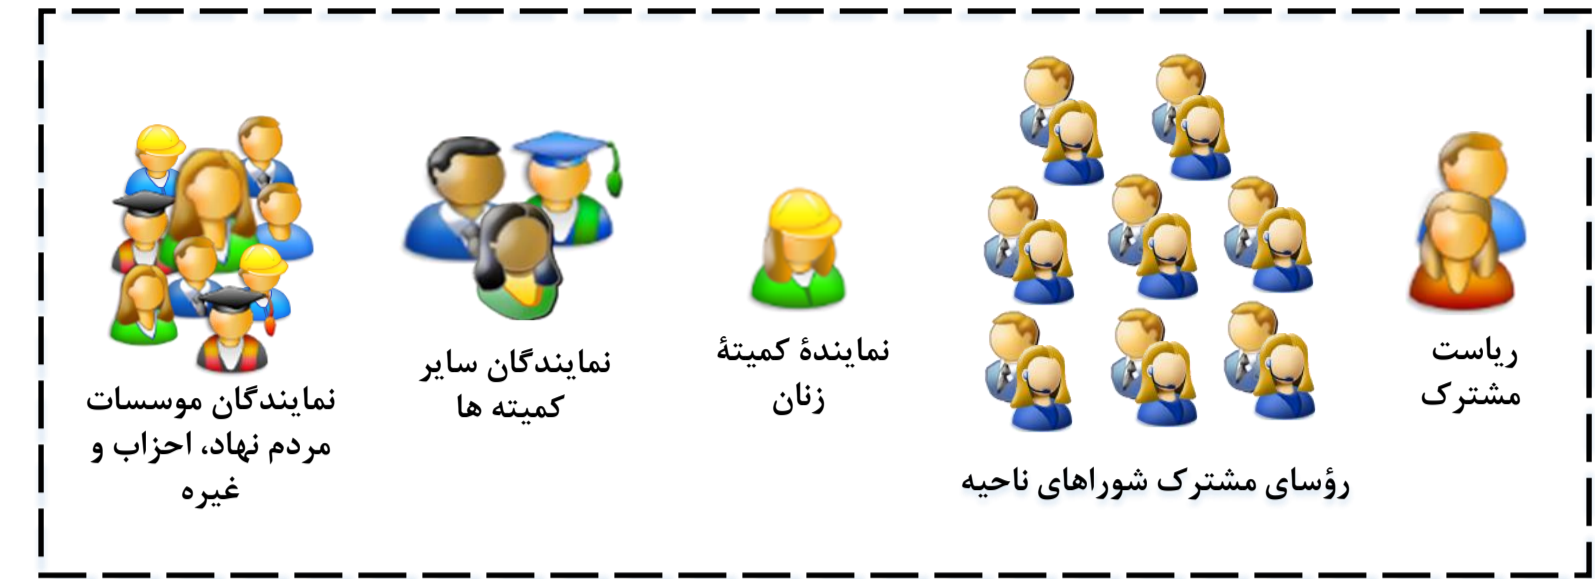 ریاست
مشترک
رؤسای مشترک شوراهای ناحیه
نمایندهٔ کمیتهٔ
زنان
نمایندگان سایر
کمیته ها
نمایندگان موسسات
مردم نهاد، احزاب و
غیره